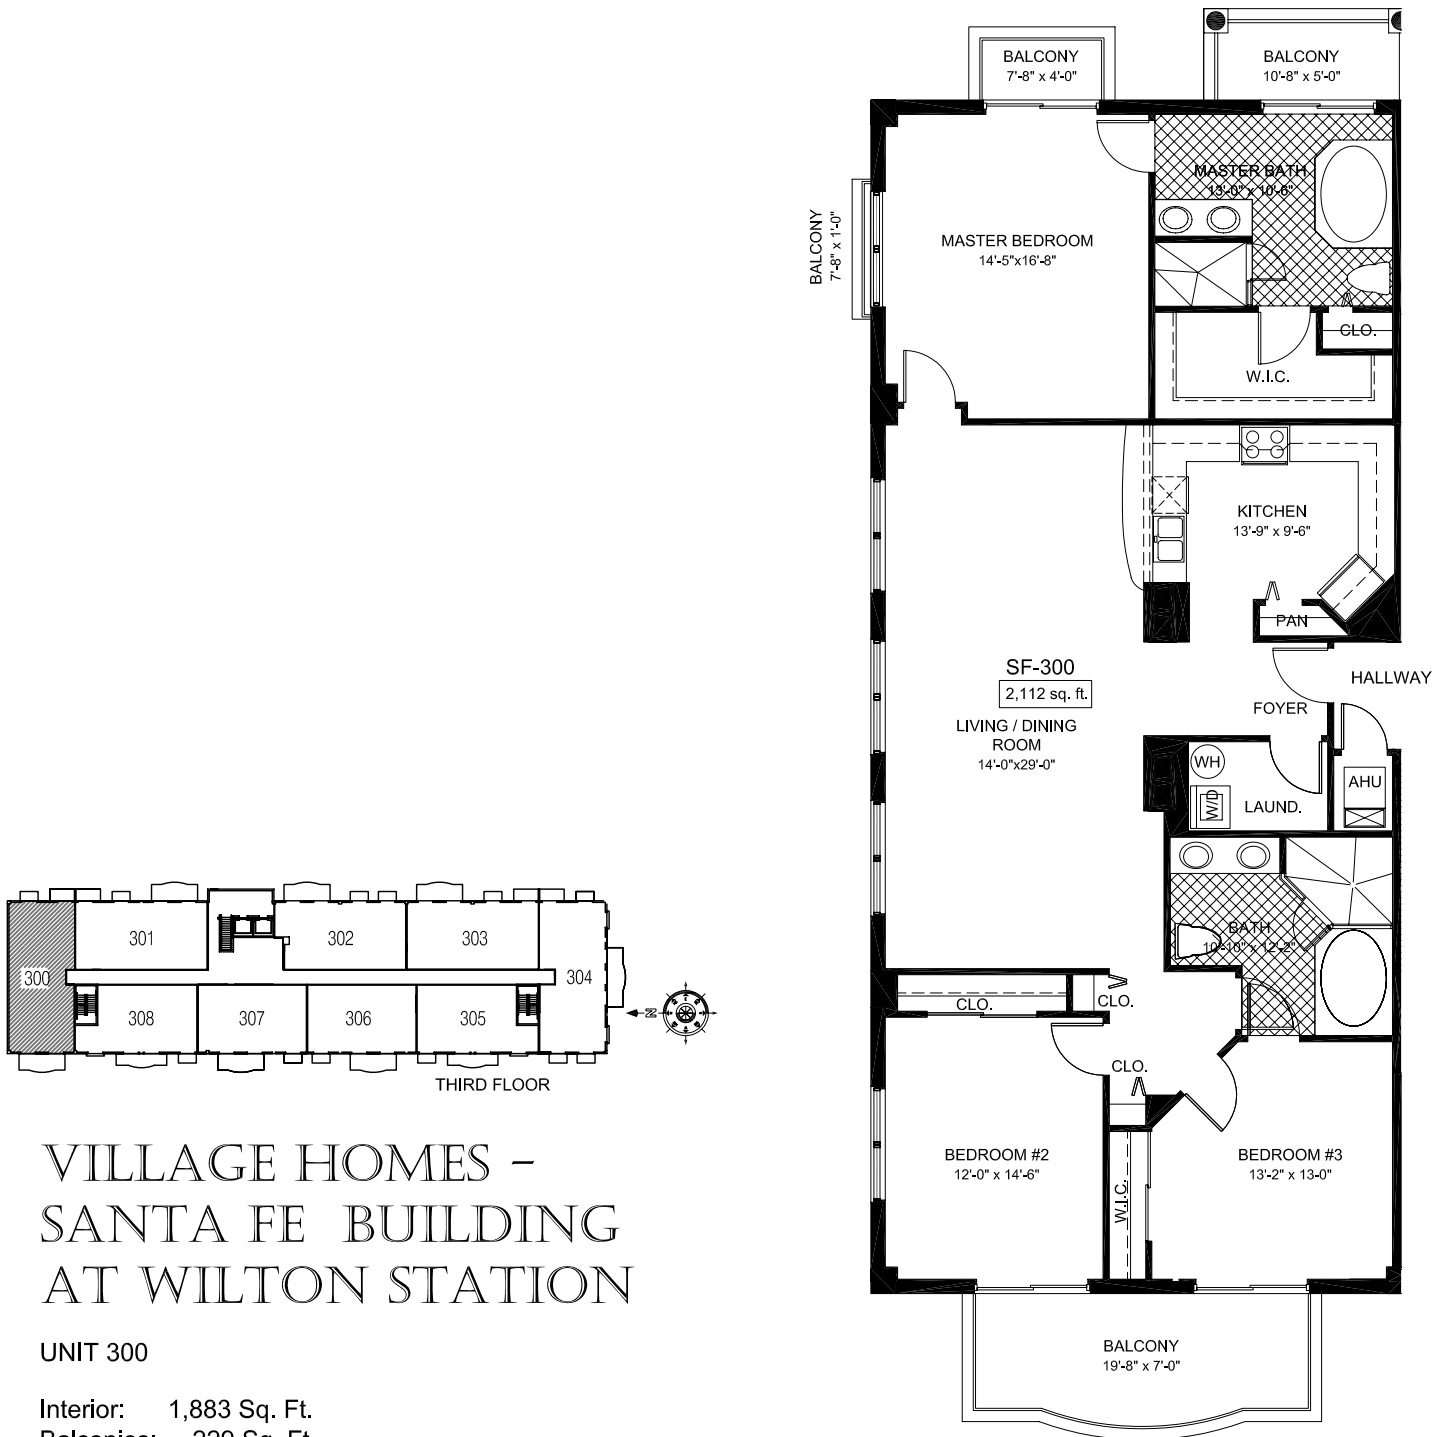 BALCONY
7'-8" x 4'-0"
BALCONY
10'-8" x 5'-0"
MASTER BATH
13'-0" x 10'-6"
BALCONY
7'-8" x 1'-0"
MASTER BEDROOM
14'-5"x16'-8"
CLO.
W.I.C.
KITCHEN
13'-9" x 9'-6"
PAN
SF-300
2,112 sq. ft.
HALLWAY
FOYER
LIVING / DINING
ROOM
14'-0"x29'-0"
WH
AHU
W/D
LAUND.
BATH
10'-10" x 12'-2"
CLO.
CLO.
CLO.
BEDROOM #2
12'-0" x 14'-6"
BEDROOM #3
13'-2" x 13'-0"
W.I.C.
BALCONY
19'-8" x 7'-0"
301
302
303
300
304
308
307
306
305
N
THIRD FLOOR
VILLAGE HOMES -
SANTA FE BUILDING
AT WILTON STATION
UNIT 300
Interior: 1,883 Sq. Ft.
Balconies: 229 Sq. Ft.